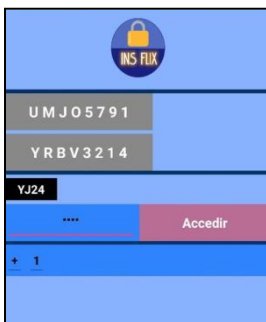 INS FLIX
UMJO5791
YRBV3214
YJ24
**** Accedir
+ 1